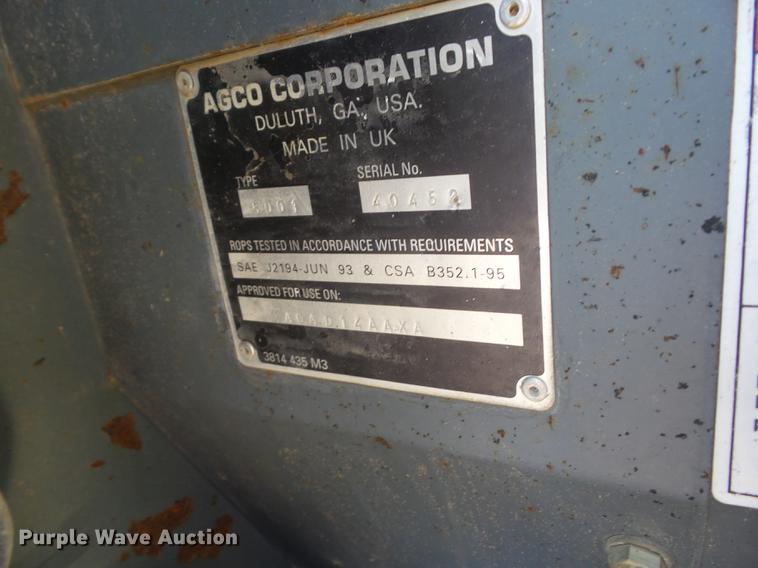 AGCO CORPORATION
DULUTH, GA., USA.
MADE IN UK
TYPE
SERIAL No.
ROPS TESTED IN ACCORDANCE WITH REQUIREMENTS
SAE J2194-JUN 93 & CSA B352.1-95
APPROVED FOR USE ON:
3814 435 M3
Purple Wave Auction